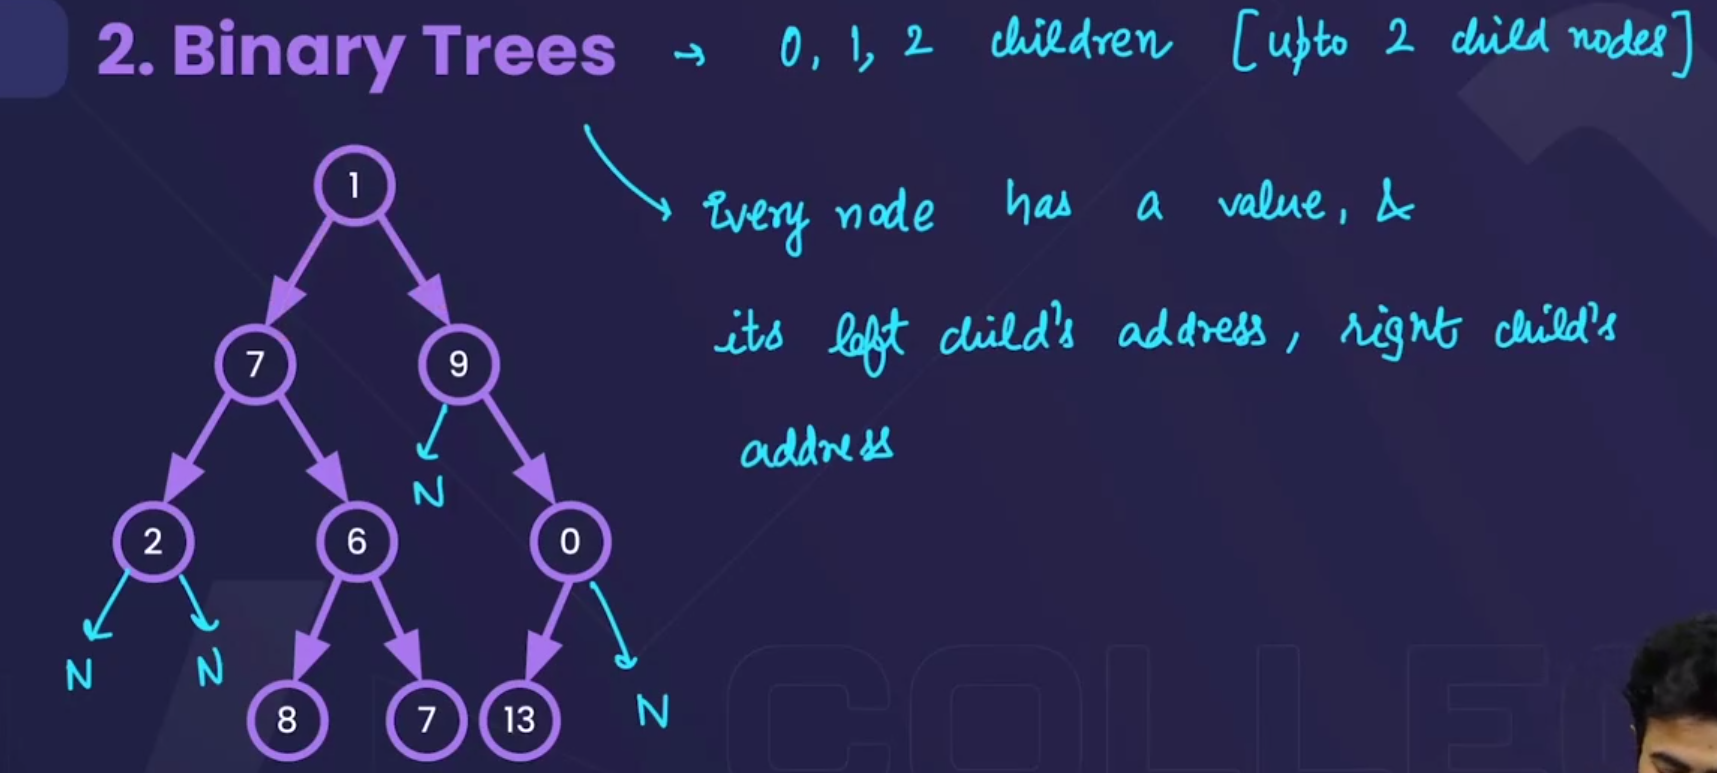 2. Binary Trees → 0, 1, 2 children [upto 2 child nodes]
Every node has a value, &
its left child's address, right child's
address
1
7 9
N
2 6 0
N N N
8 7 13
COLLE